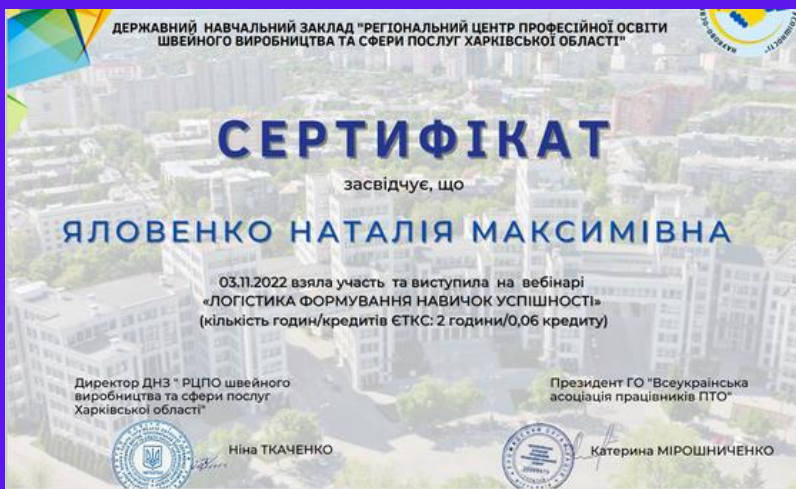 ДЕРЖАВНИЙ НАВЧАЛЬНИЙ ЗАКЛАД "РЕГІОНАЛЬНИЙ ЦЕНТР ПРОФЕСІЙНОЇ ОСВІТИ
ШВЕЙНОГО ВИРОБНИЦТВА ТА СФЕРИ ПОСЛУГ ХАРКІВСЬКОЇ ОБЛАСТІ"
СЕРТИФІКАТ
засвідчує, що
ЯЛОВЕНКО НАТАЛІЯ МАКСИМІВНА
03.11.2022 взяла участь та виступила на вебінарі
«ЛОГІСТИКА ФОРМУВАННЯ НАВИЧОК УСПІШНОСТІ»
(кількість годин/кредитів ЄТКС: 2 години/0,06 кредиту)
Директор ДНЗ " РЦПО швейного
виробництва та сфери послуг
Харківської області"
Ніна ТКАЧЕНКО
Президент ГО "Всеукраїнська
асоціація працівників ПТО"
Катерина МІРОШНИЧЕНКО